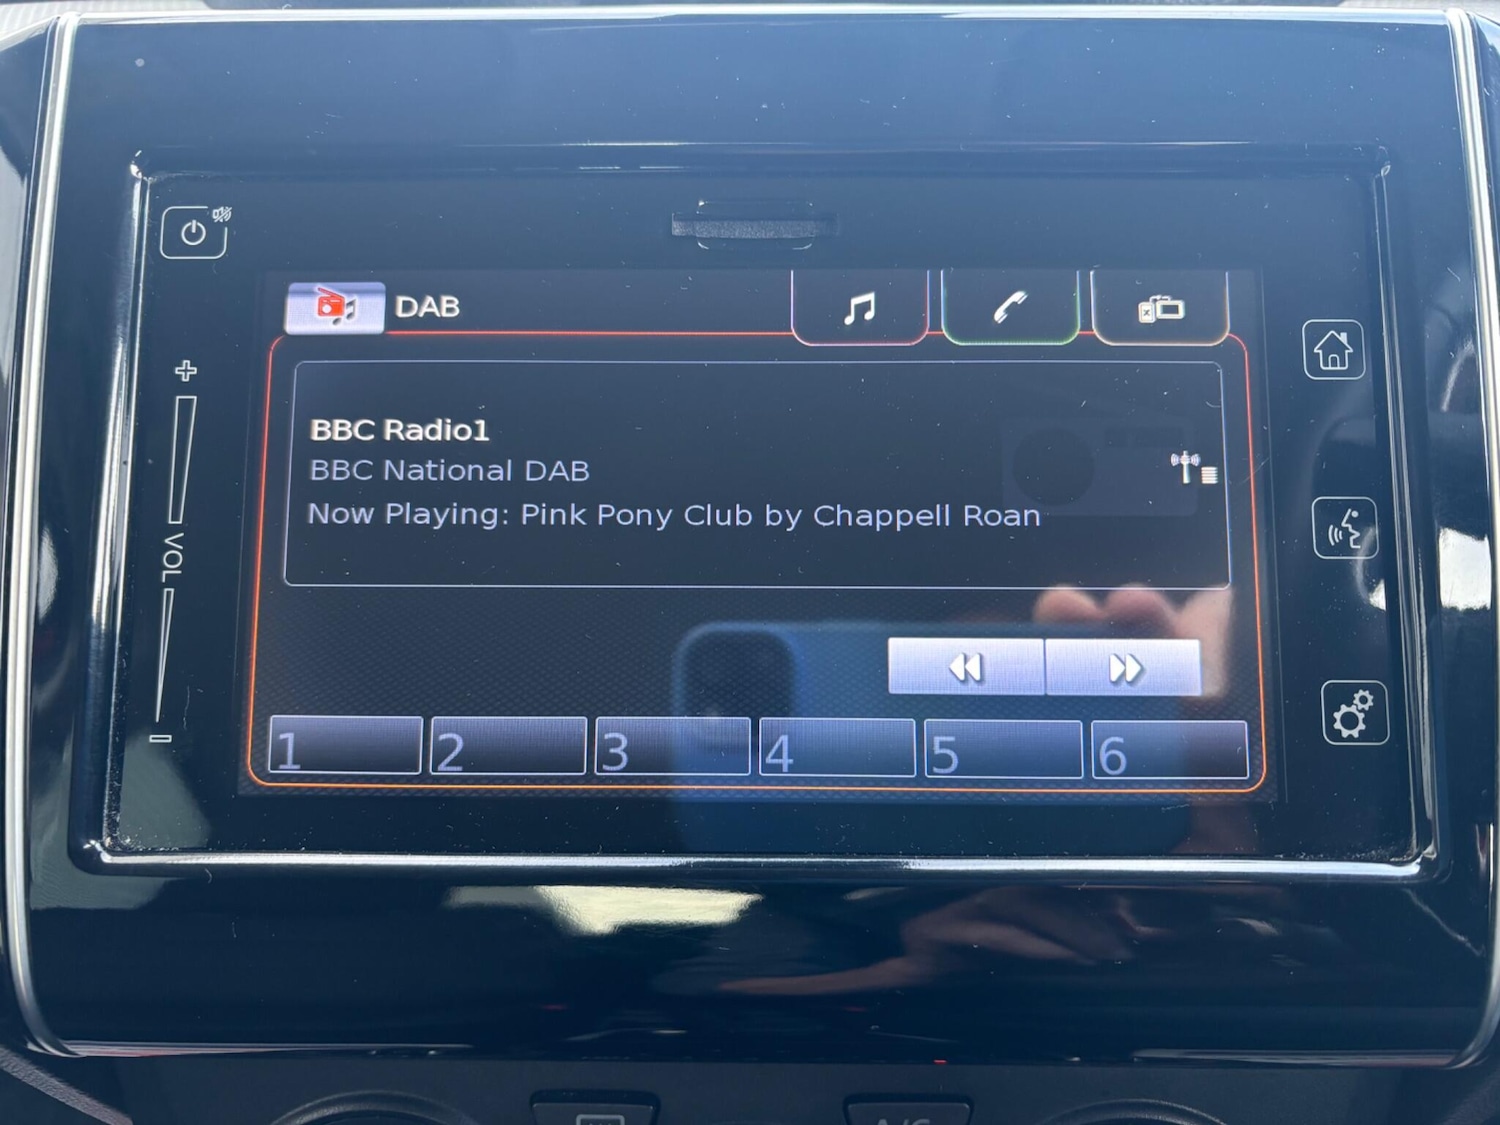 DAB
BBC Radio1
BBC National DAB
Now Playing: Pink Pony Club by Chappell Roan
+
VOL
-
1 2 3 4 5 6
A/C